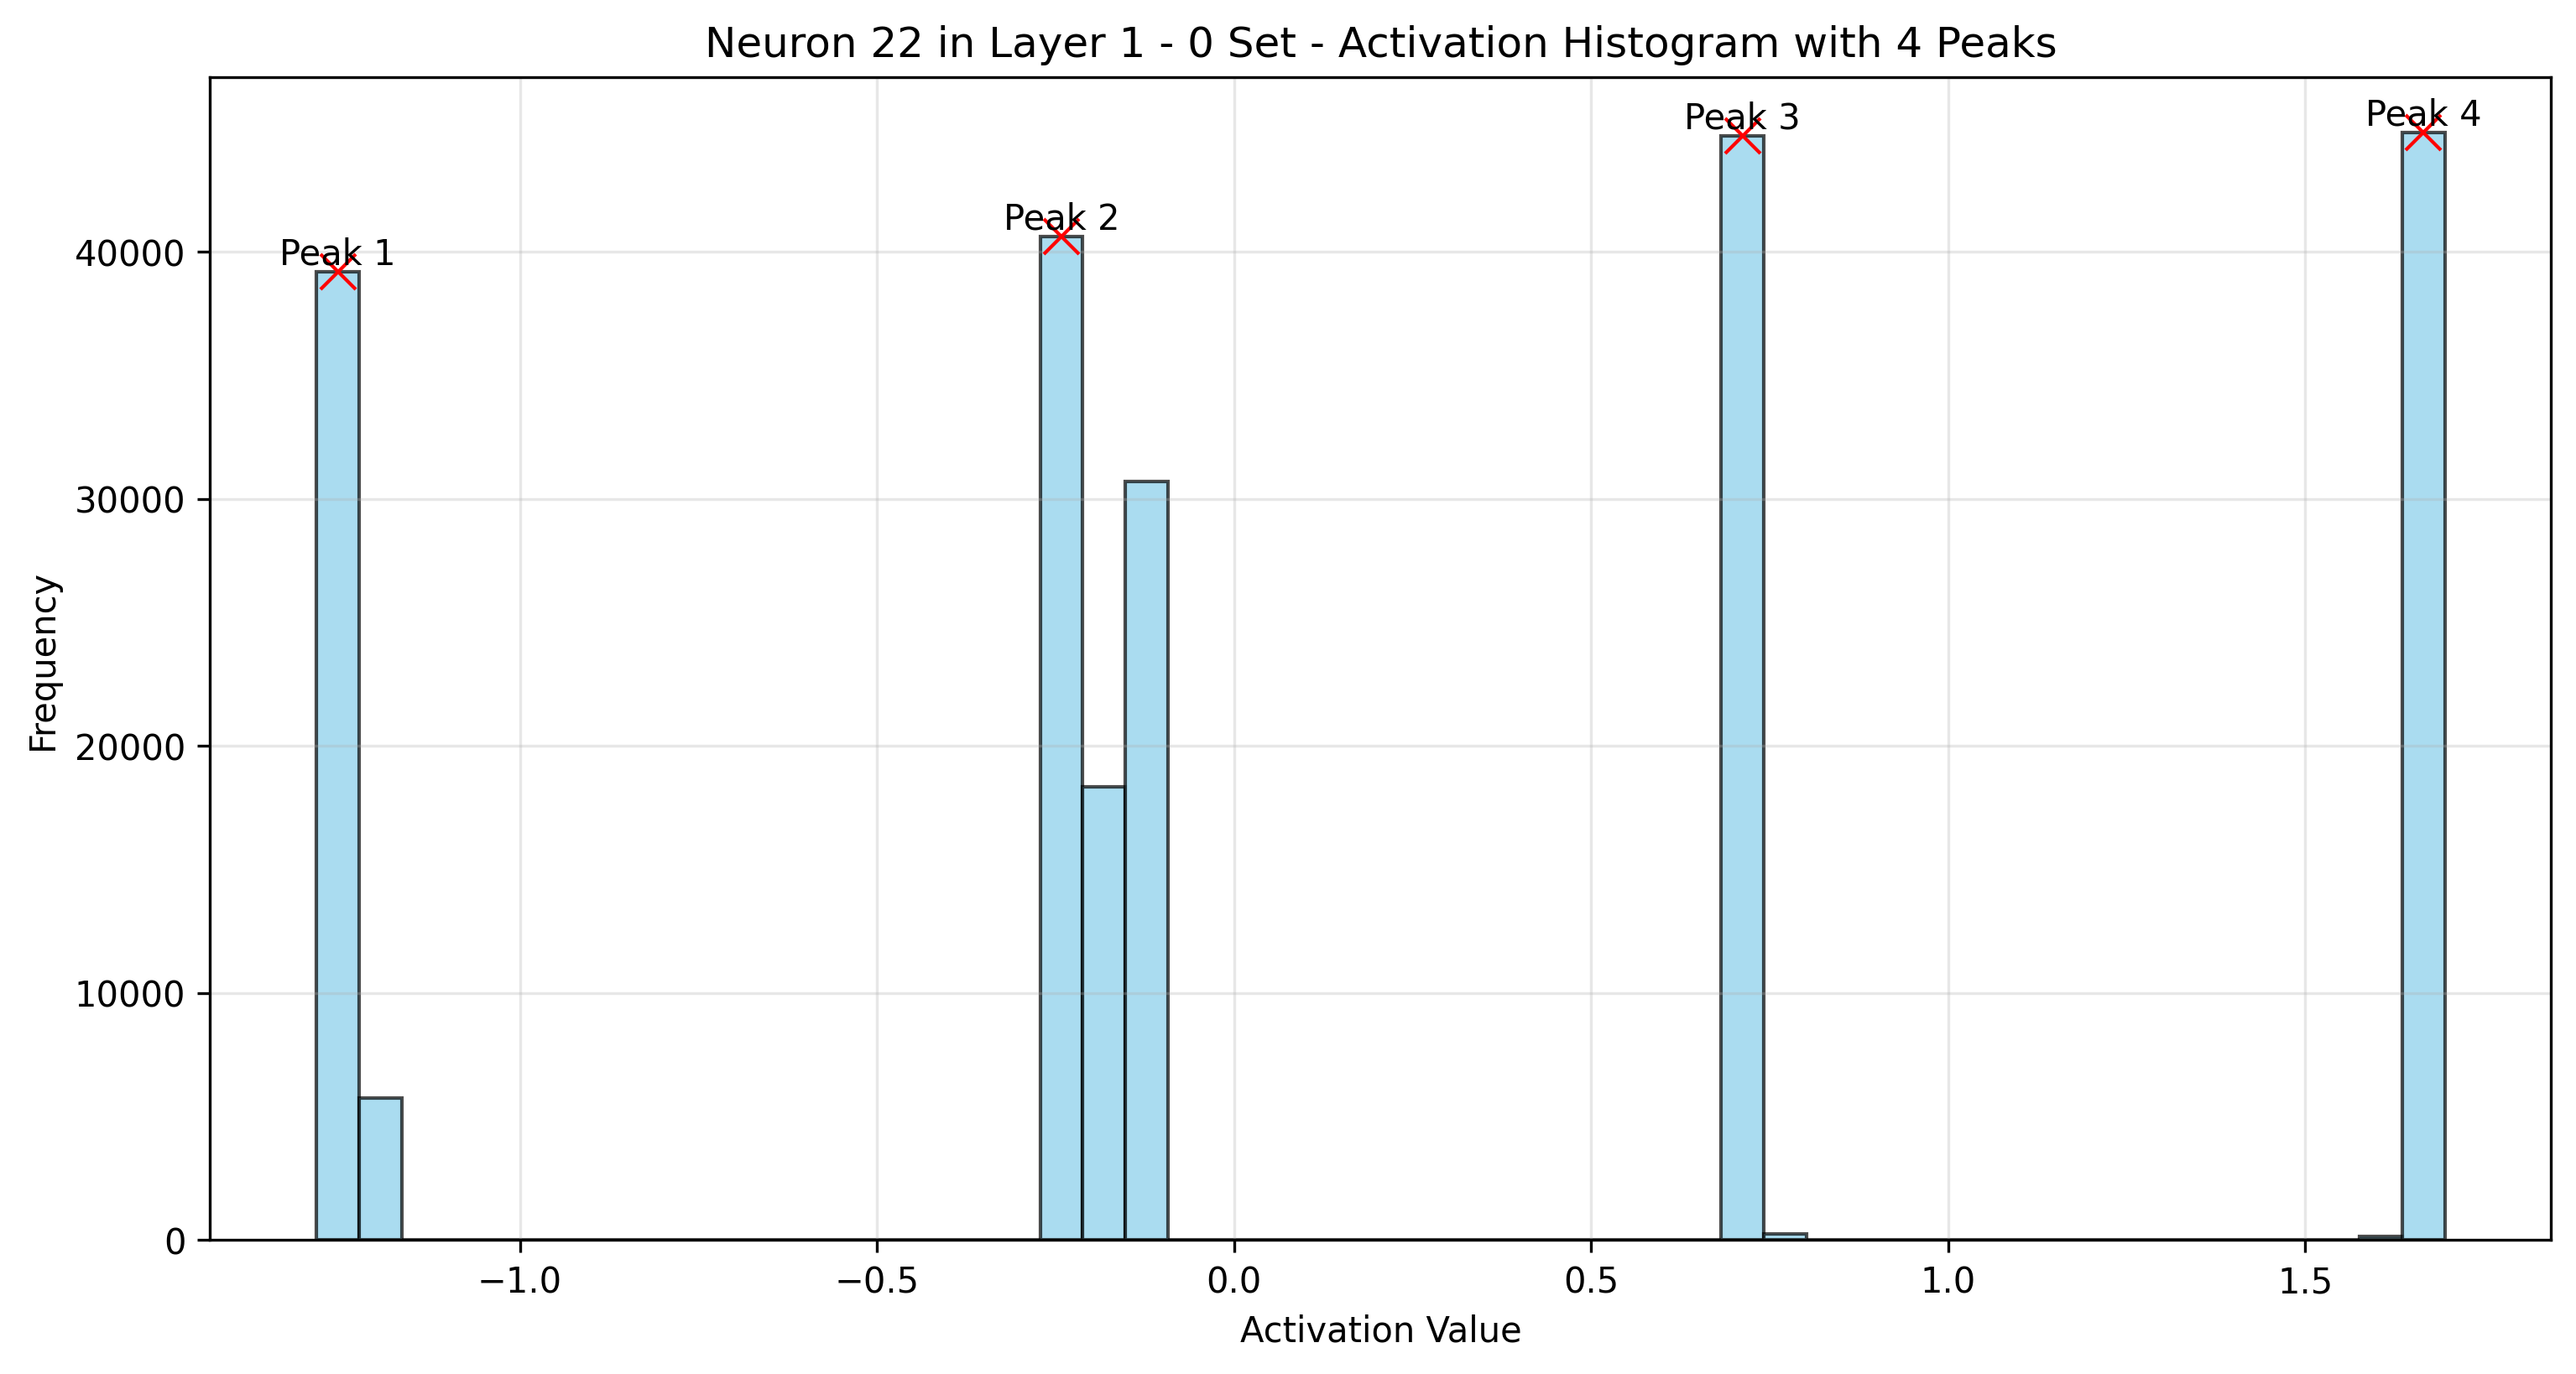 Neuron 22 in Layer 1 - 0 Set - Activation Histogram with 4 Peaks
Peak 1
Peak 2
Peak 3
Peak 4
Frequency
40000
30000
20000
10000
0
−1.0
−0.5
0.0
0.5
1.0
1.5
Activation Value